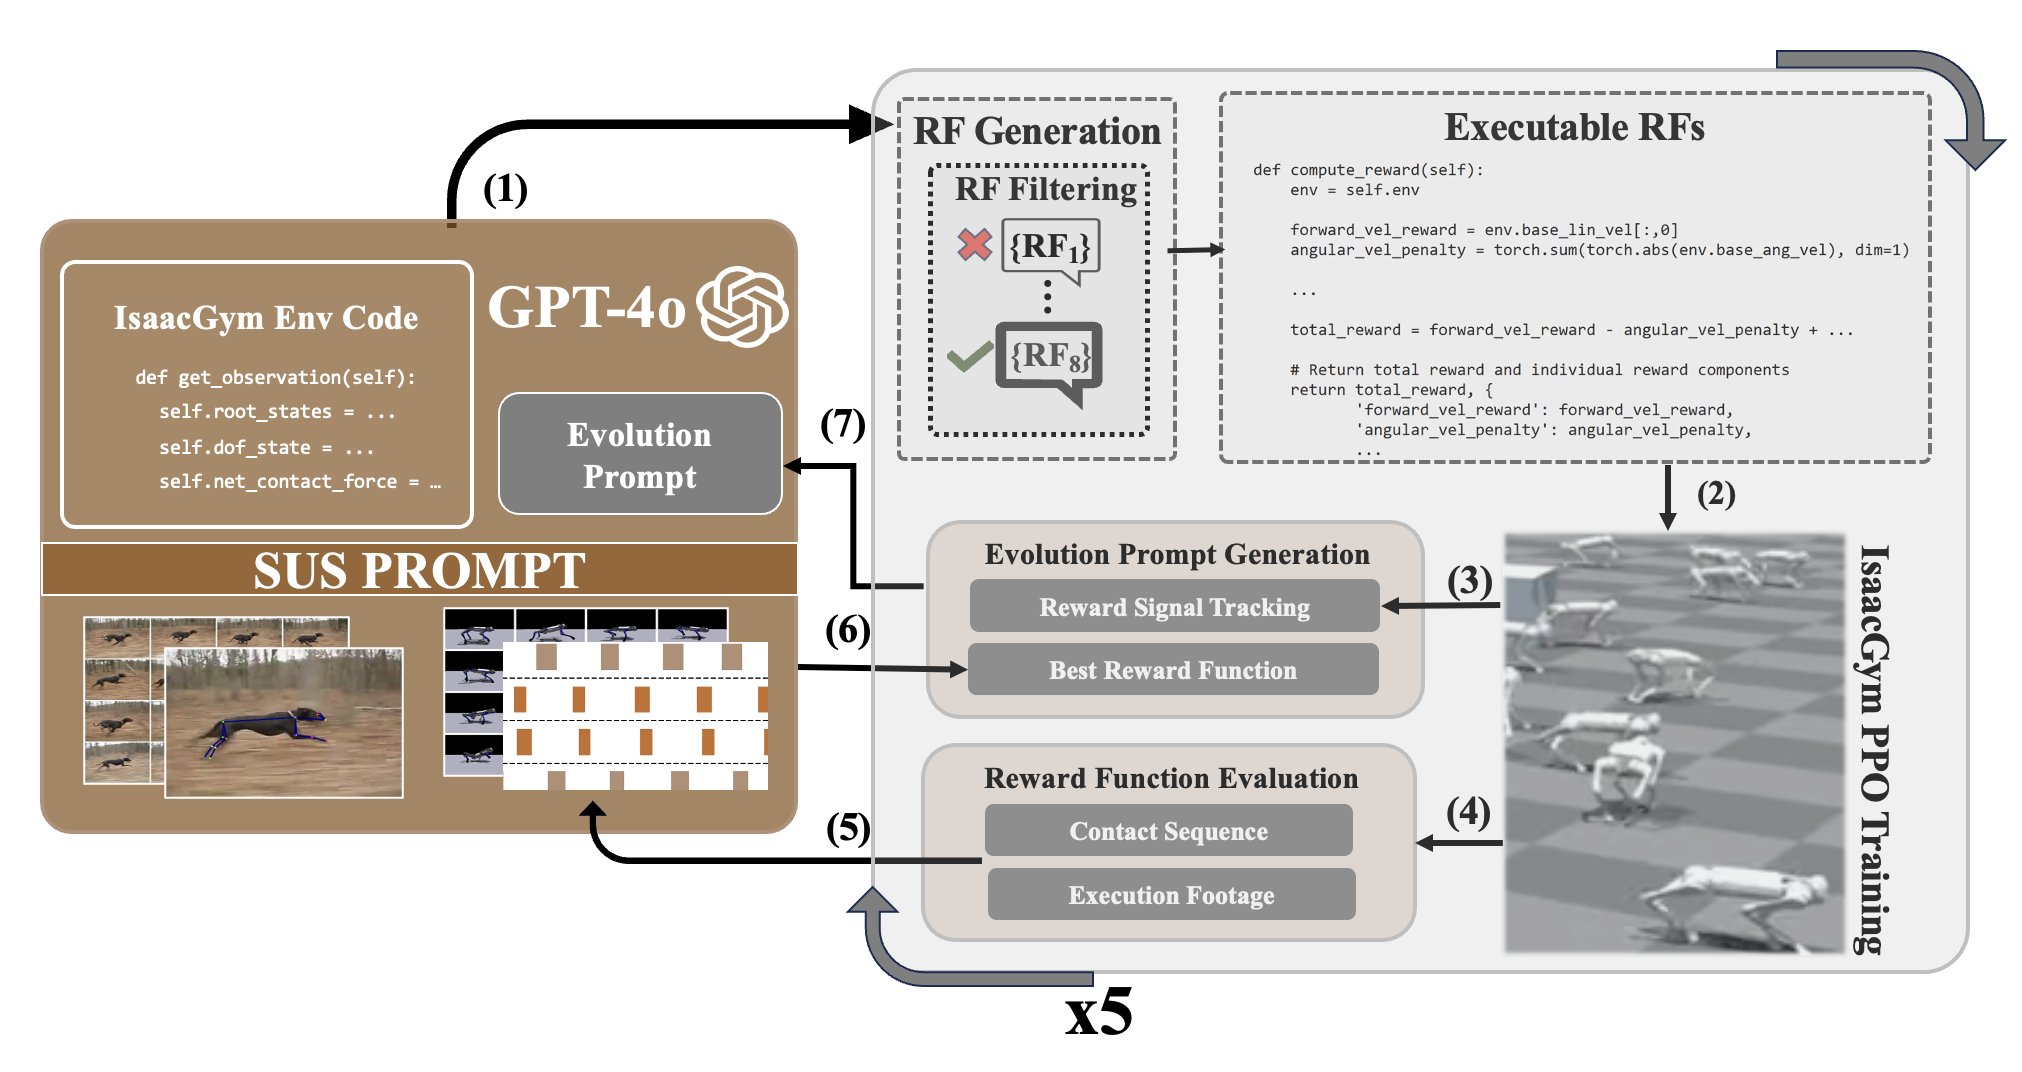 (1)
IsaacGym Env Code
def get_observation(self):
self.root_states = ...
self.dof_state = ...
self.net_contact_force = …
GPT-4o
Evolution
Prompt
SUS PROMPT
RF Generation
RF Filtering
{RF1}
{RF8}
Executable RFs
def compute_reward(self):
env = self.env
forward_vel_reward = env.base_lin_vel[:,0]
angular_vel_penalty = torch.sum(torch.abs(env.base_ang_vel), dim=1)
...
total_reward = forward_vel_reward - angular_vel_penalty + ...
# Return total reward and individual reward components
return total_reward, {
'forward_vel_reward': forward_vel_reward,
'angular_vel_penalty': angular_vel_penalty,
...
(2)
IsaacGym PPO Training
(3)
Evolution Prompt Generation
Reward Signal Tracking
Best Reward Function
(4)
Reward Function Evaluation
Contact Sequence
Execution Footage
(5)
(6)
(7)
x5